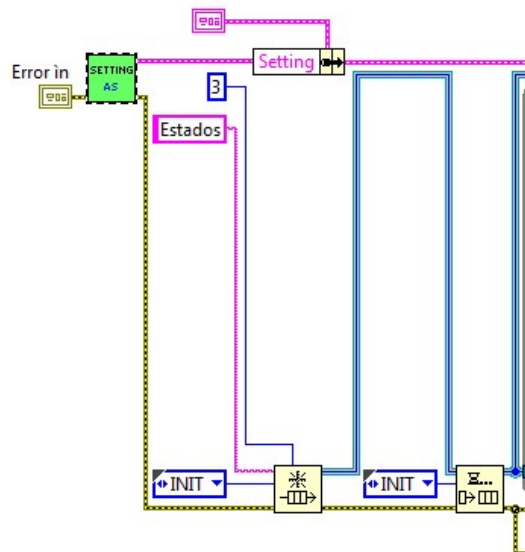 Setting
Error in
SETTING
AS
3
Estados
INIT
INIT